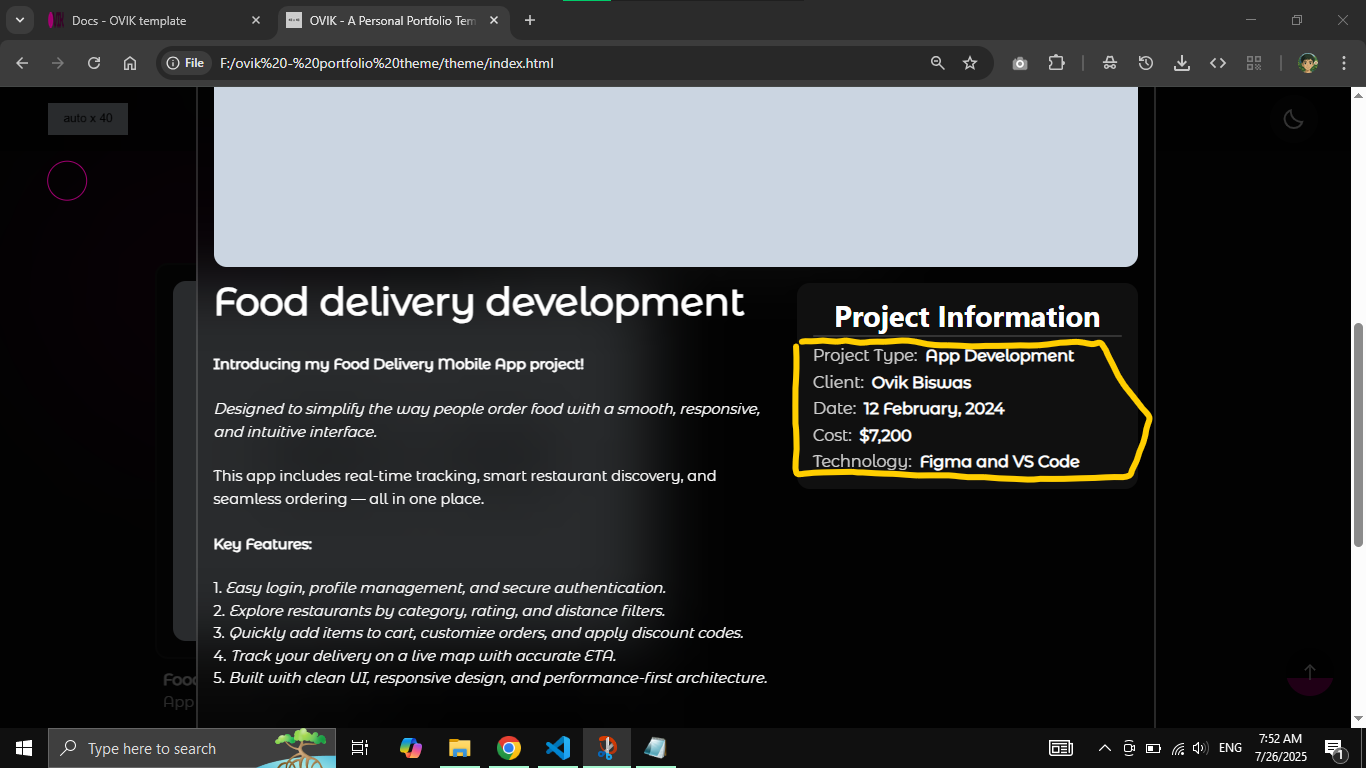 Docs - OVIK template
OVIK - A Personal Portfolio Tem
File
F:/ovik%20-%20portfolio%20theme/theme/index.html
auto x 40
Food delivery development
Introducing my Food Delivery Mobile App project!
Designed to simplify the way people order food with a smooth, responsive,
and intuitive interface.
This app includes real-time tracking, smart restaurant discovery, and
seamless ordering — all in one place.
Key Features:
1. Easy login, profile management, and secure authentication.
2. Explore restaurants by category, rating, and distance filters.
3. Quickly add items to cart, customize orders, and apply discount codes.
4. Track your delivery on a live map with accurate ETA.
5. Built with clean UI, responsive design, and performance-first architecture.
Project Information
Project Type: App Development
Client: Ovik Biswas
Date: 12 February, 2024
Cost: $7,200
Technology: Figma and VS Code
Food
App
Type here to search
ENG
7:52 AM
7/26/2025
1